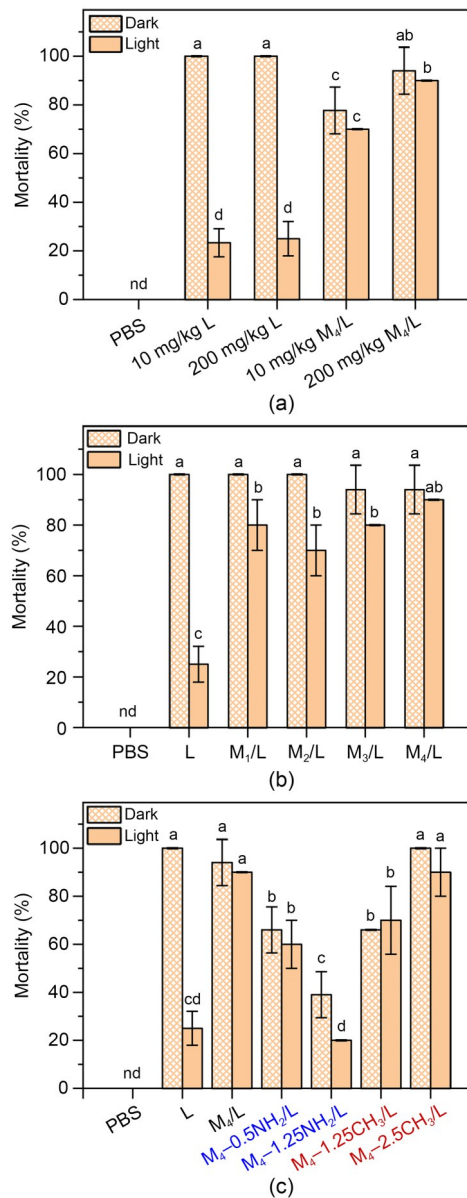 Dark
Light
a
a
ab
b
c
c
d
d
nd
100
80
60
40
20
0
Mortality (%)
PBS
10 mg/kg L
200 mg/kg L
10 mg/kg M₄/L
200 mg/kg M₄/L
(a)
Dark
Light
a
a
a
a
a
b
b
b
ab
c
nd
100
80
60
40
20
0
Mortality (%)
PBS
L
M₁/L
M₂/L
M₃/L
M₄/L
(b)
Dark
Light
a
a
a
a
a
b
b
b
b
c
cd
d
nd
100
80
60
40
20
0
Mortality (%)
PBS
L
M₄/L
M₄–0.5NH₂/L
M₄–1.25NH₂/L
M₄–1.25CH₃/L
M₄–2.5CH₃/L
(c)